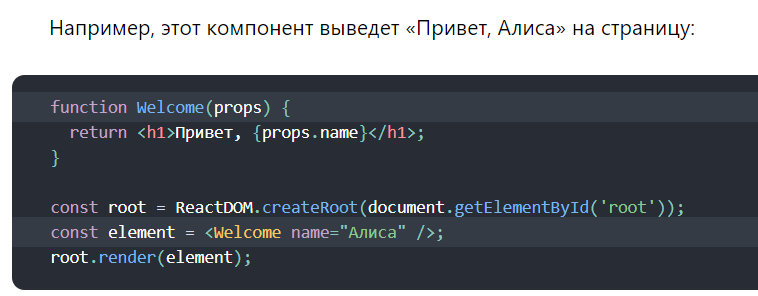 Например, этот компонент выведет «Привет, Алиса» на страницу:
function Welcome(props) {
  return <h1>Привет, {props.name}</h1>;
}
const root = ReactDOM.createRoot(document.getElementById('root'));
const element = <Welcome name="Алиса" />;
root.render(element);